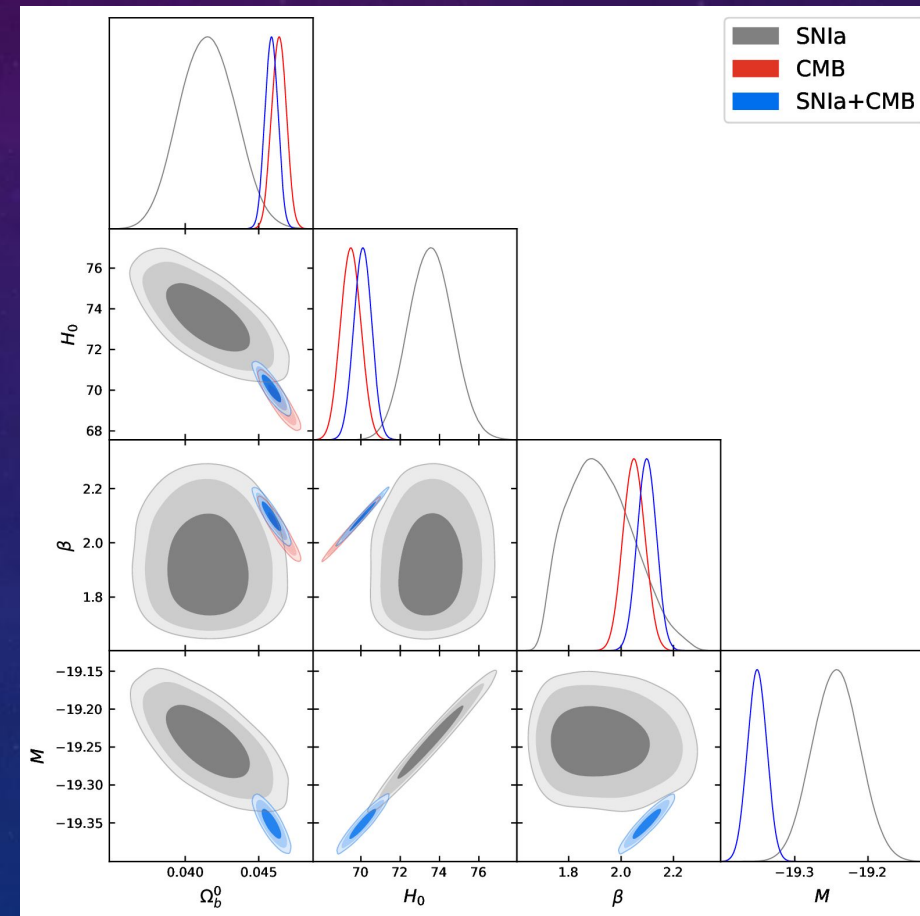 SNIa
CMB
SNIa+CMB
76
74
72
70
68
H₀
2.2
2.0
1.8
β
−19.15
−19.20
−19.25
−19.30
−19.35
M
0.040 0.045 70 72 74 76 1.8 2.0 2.2 −19.3 −19.2
Ω⁰_b H₀ β M